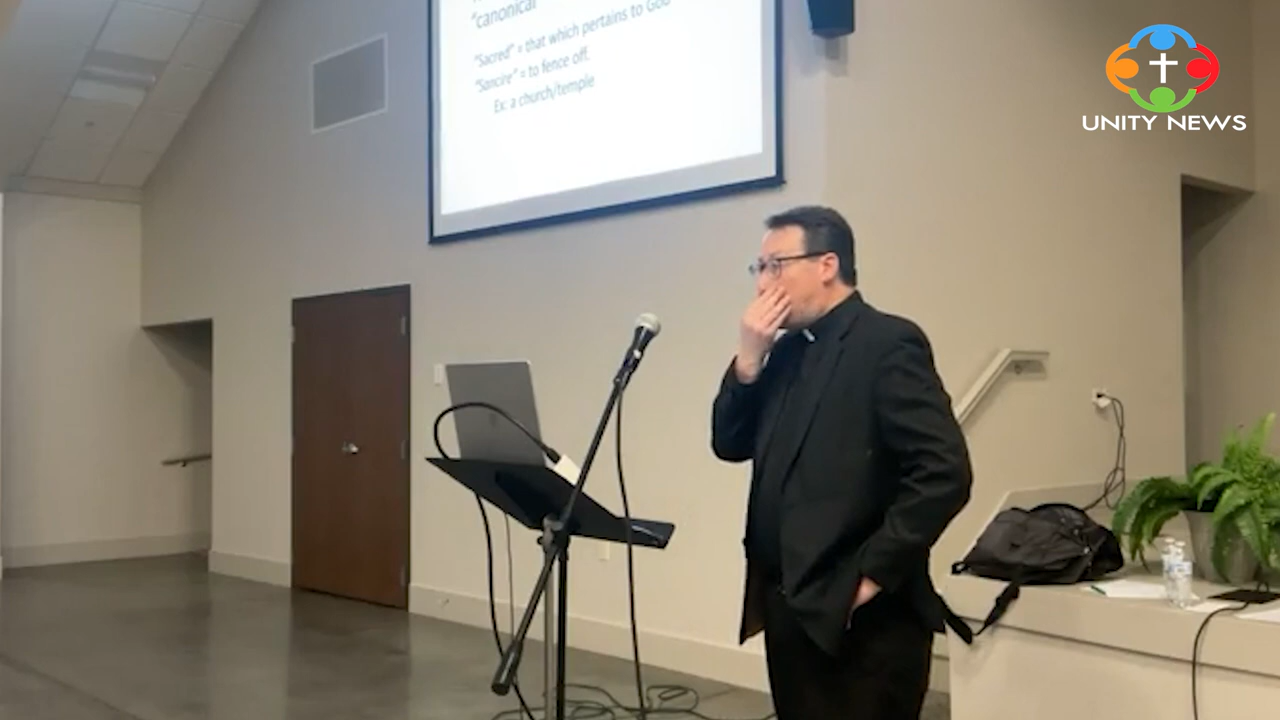 "canonical
"Sacred" = that which pertains to God
"Sancire" = to fence off.
Ex: a church/temple
UNITY NEWS